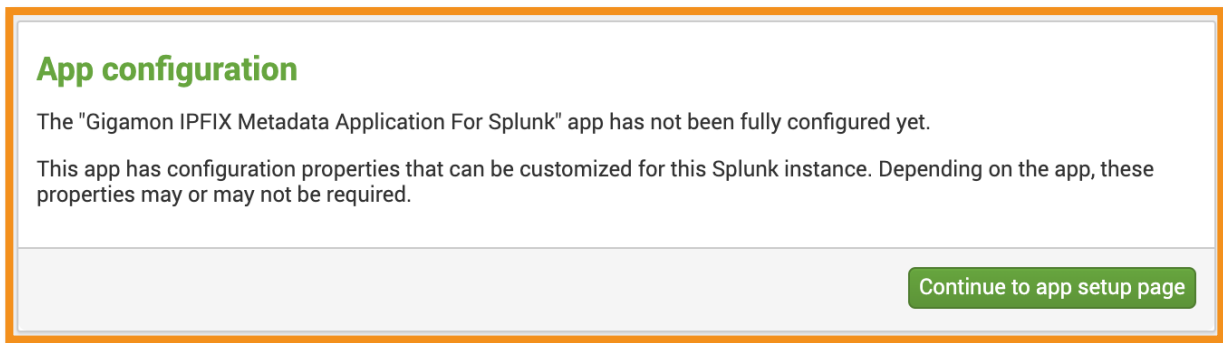 App configuration
The "Gigamon IPFIX Metadata Application For Splunk" app has not been fully configured yet.
This app has configuration properties that can be customized for this Splunk instance. Depending on the app, these
properties may or may not be required.
Continue to app setup page